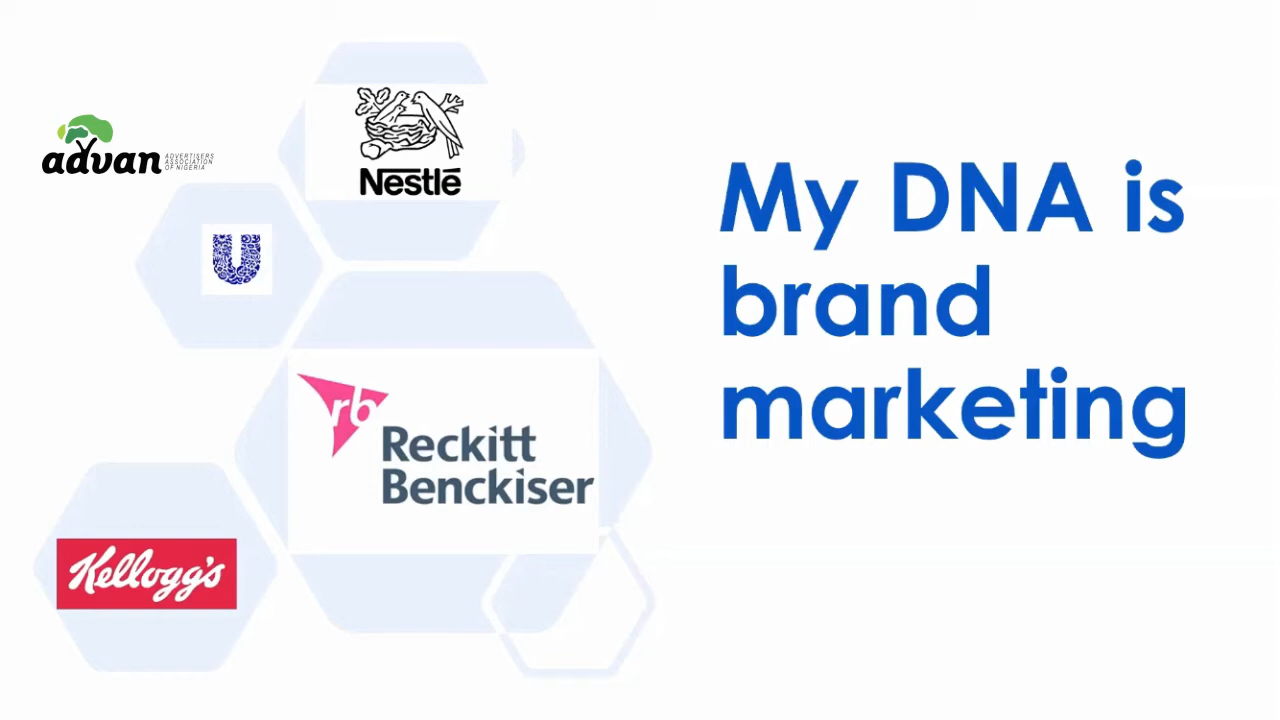 Nestlé
advan
ADVERTISERS
ASSOCIATION
OF NIGERIA
U
My DNA is
brand
marketing
rb
Reckitt
Benckiser
Kellogg's